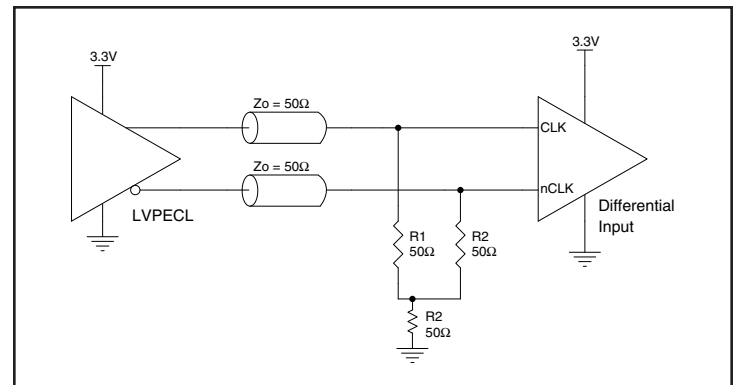 3.3V
3.3V
Zo = 50Ω
CLK
Zo = 50Ω
nCLK
LVPECL
Differential
Input
R1
50Ω
R2
50Ω
R2
50Ω